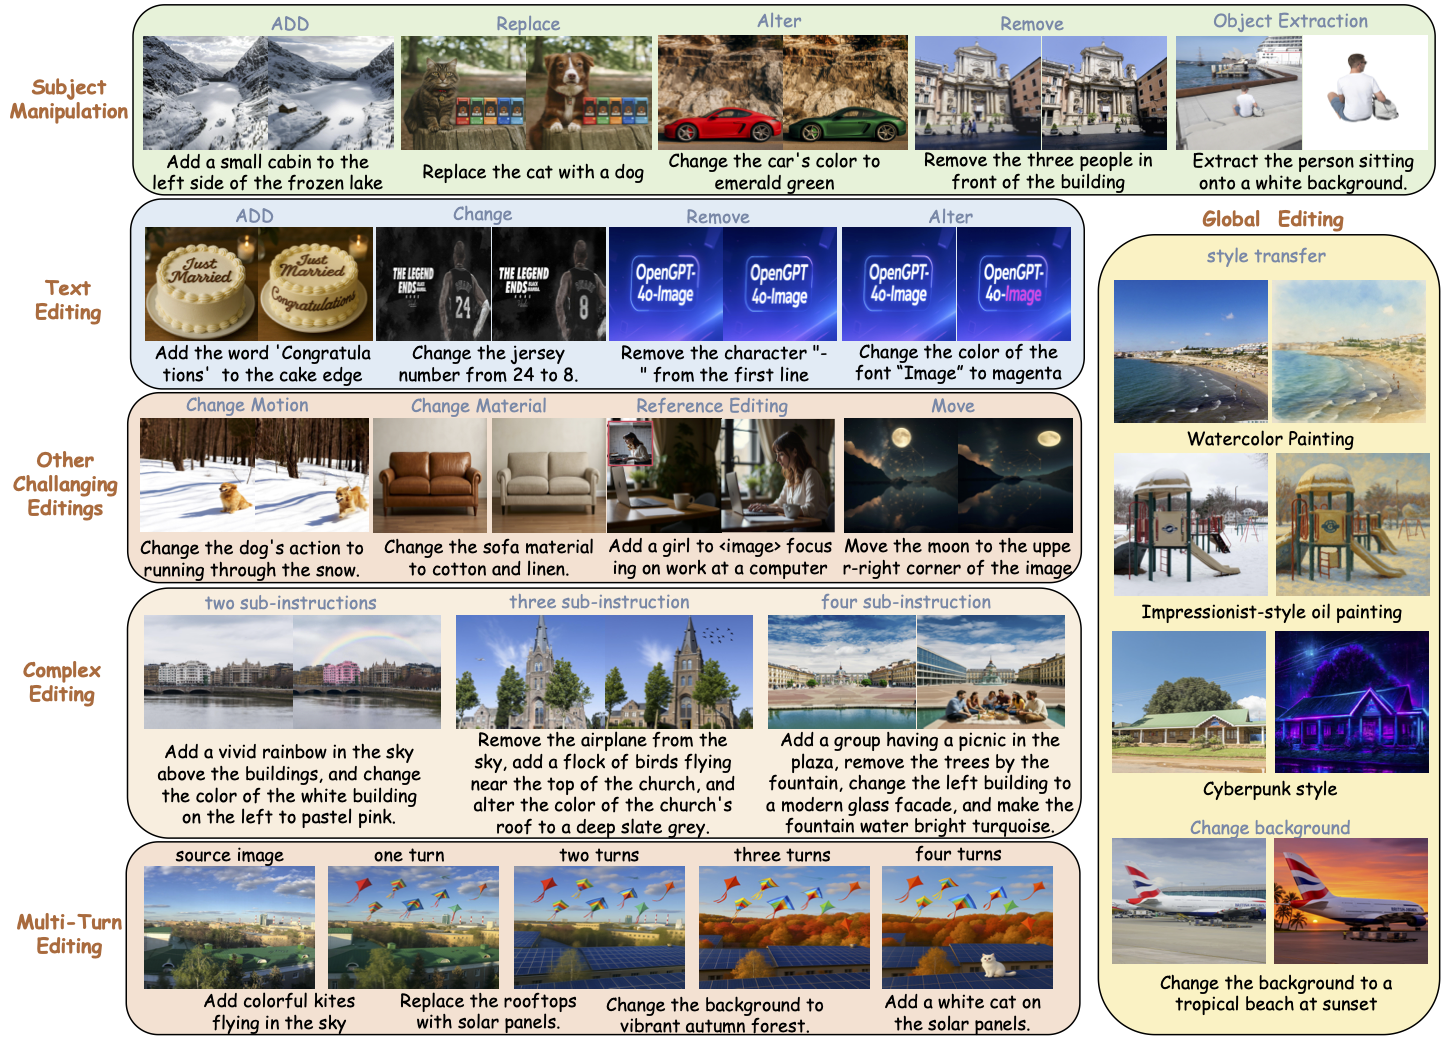 ADD
Replace
Alter
Remove
Object Extraction
Subject
Manipulation
Add a small cabin to the
left side of the frozen lake
Replace the cat with a dog
Change the car's color to
emerald green
Remove the three people in
front of the building
Extract the person sitting
onto a white background.
ADD
Change
Remove
Alter
Text
Editing
Just
Married
Just
Married
Congratulations
THE LEGEND
ENDS
24
THE LEGEND
ENDS
8
OpenGPT-
4o-Image
OpenGPT
4o-Image
OpenGPT-
4o-Image
OpenGPT-
4o-Image
Add the word 'Congratula
tions' to the cake edge
Change the jersey
number from 24 to 8.
Remove the character "-
" from the first line
Change the color of the
font “Image” to magenta
Change Motion
Change Material
Reference Editing
Move
Other
Challanging
Editings
Change the dog's action to
running through the snow.
Change the sofa material
to cotton and linen.
Add a girl to <image> focus
ing on work at a computer
Move the moon to the uppe
r-right corner of the image
two sub-instructions
three sub-instruction
four sub-instruction
Complex
Editing
Add a vivid rainbow in the sky
above the buildings, and change
the color of the white building
on the left to pastel pink.
Remove the airplane from the
sky, add a flock of birds flying
near the top of the church, and
alter the color of the church's
roof to a deep slate grey.
Add a group having a picnic in the
plaza, remove the trees by the
fountain, change the left building to
a modern glass facade, and make the
fountain water bright turquoise.
source image
one turn
two turns
three turns
four turns
Multi-Turn
Editing
Add colorful kites
flying in the sky
Replace the rooftops
with solar panels.
Change the background to
vibrant autumn forest.
Add a white cat on
the solar panels.
Global Editing
style transfer
Watercolor Painting
Impressionist-style oil painting
Cyberpunk style
Change background
Change the background to a
tropical beach at sunset